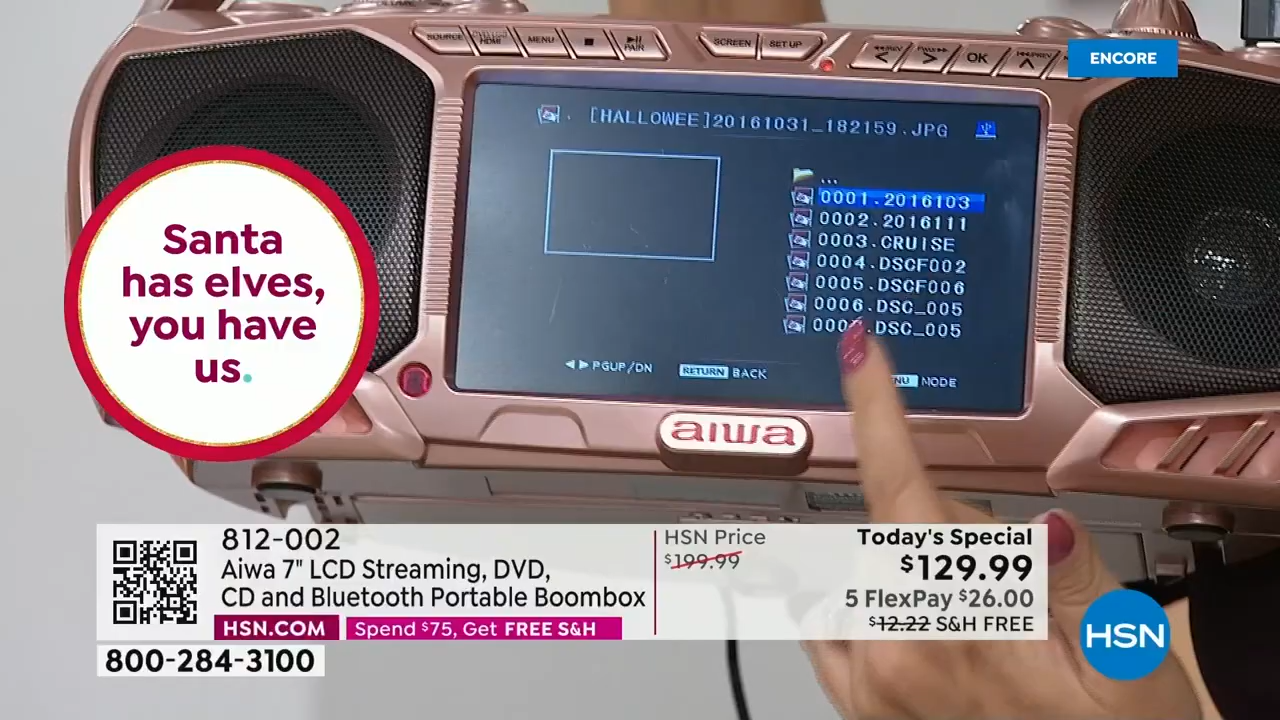 SOURCE
HDMI
MENU
PAIR
SCREEN
SET UP
◀◀/REV
OK
ENCORE
[HALLOWEE]20161031_182159.JPG
...
0001.2016103
0002.2016111
0003.CRUISE
0004.DSCF002
0005.DSCF006
0006.DSC_005
000 .DSC_005
◀▶PGUP/DN
RETURN BACK
MODE
aiwa
Santa
has elves,
you have
us.
812-002
Aiwa 7" LCD Streaming, DVD,
CD and Bluetooth Portable Boombox
HSN.COM
Spend $75, Get FREE S&H
800-284-3100
HSN Price
$199.99
Today's Special
$129.99
5 FlexPay $26.00
$12.22 S&H FREE
HSN